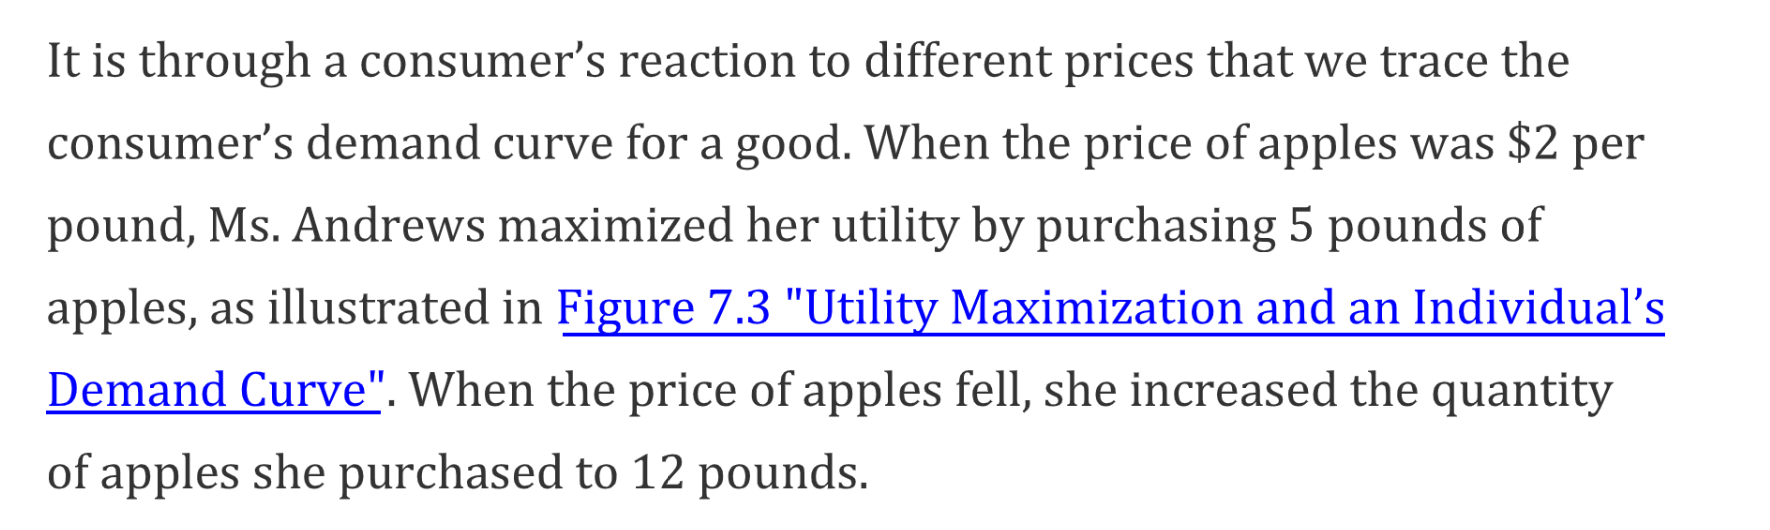 It is through a consumer’s reaction to different prices that we trace the
consumer’s demand curve for a good. When the price of apples was $2 per
pound, Ms. Andrews maximized her utility by purchasing 5 pounds of
apples, as illustrated in Figure 7.3 "Utility Maximization and an Individual’s
Demand Curve". When the price of apples fell, she increased the quantity
of apples she purchased to 12 pounds.